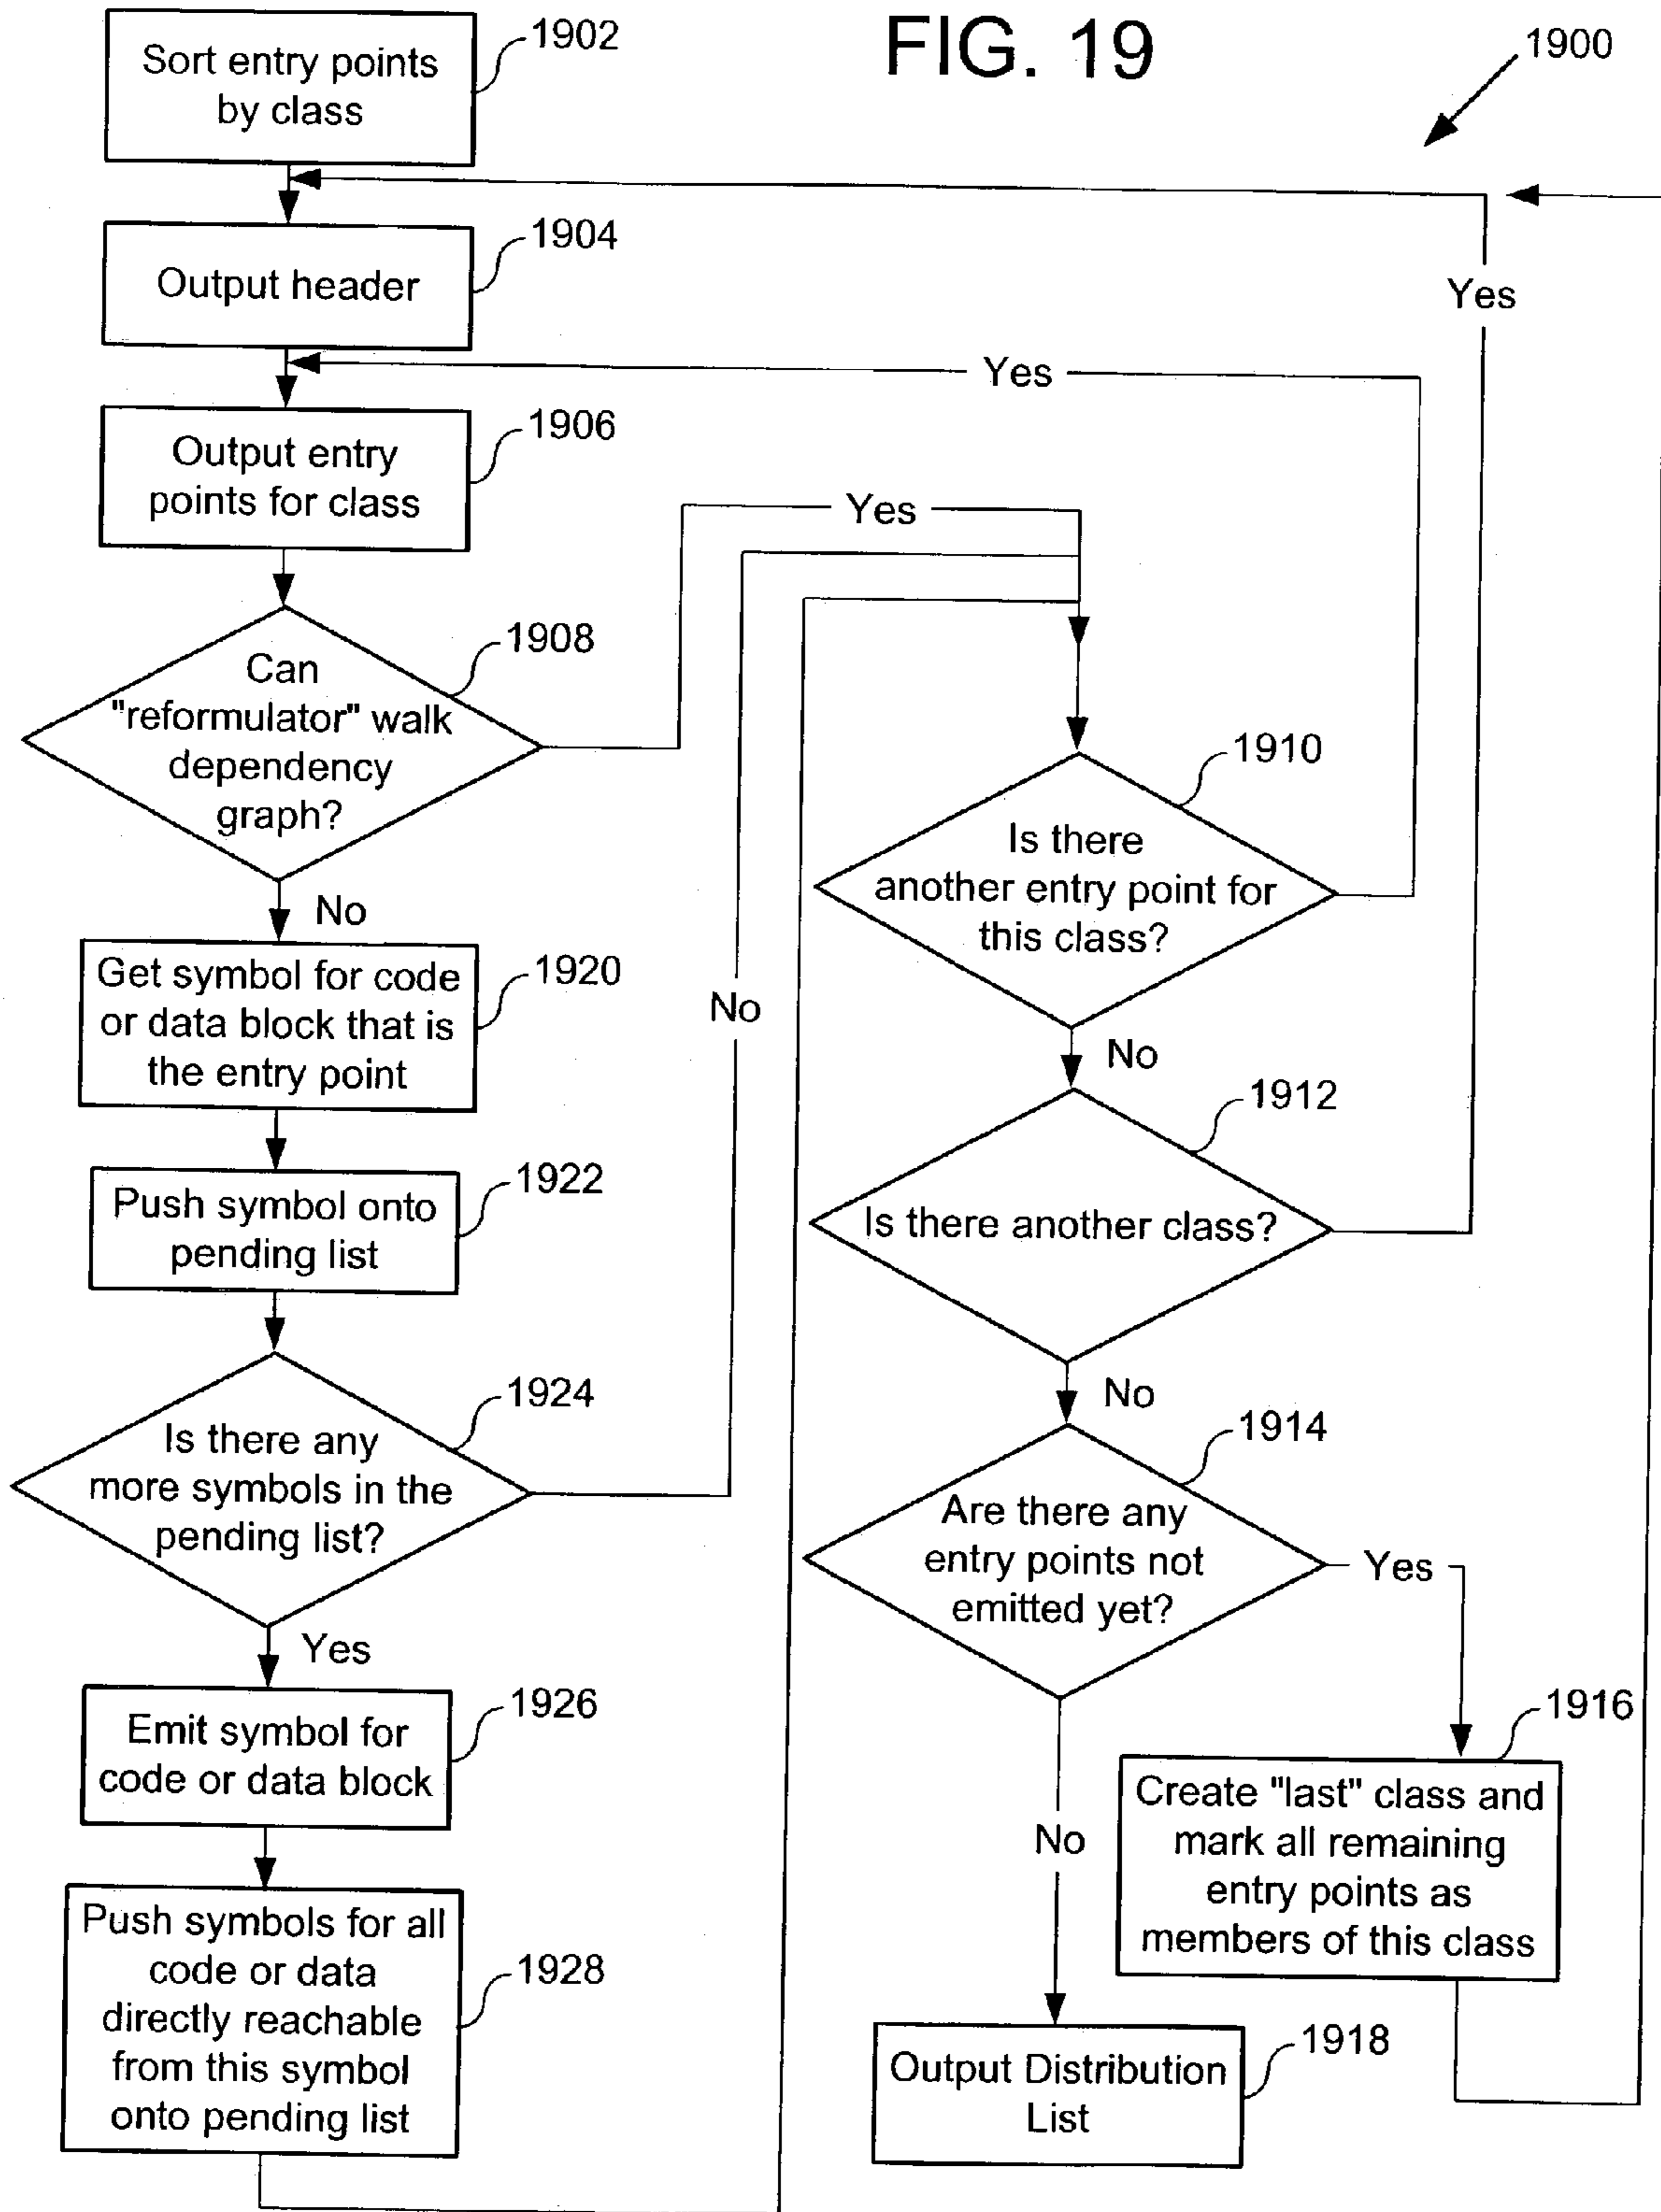 FIG. 19
1900
Sort entry points
by class
1902
Output header
1904
Yes
Yes
Output entry
points for class
1906
Yes
Can
"reformulator" walk
dependency
graph?
1908
No
Is there
another entry point for
this class?
1910
Get symbol for code
or data block that is
the entry point
1920
No
No
Push symbol onto
pending list
1922
Is there another class?
1912
Is there any
more symbols in the
pending list?
1924
No
Are there any
entry points not
emitted yet?
1914
Yes
Yes
Emit symbol for
code or data block
1926
Create "last" class and
mark all remaining
entry points as
members of this class
1916
No
Push symbols for all
code or data
directly reachable
from this symbol
onto pending list
1928
Output Distribution
List
1918